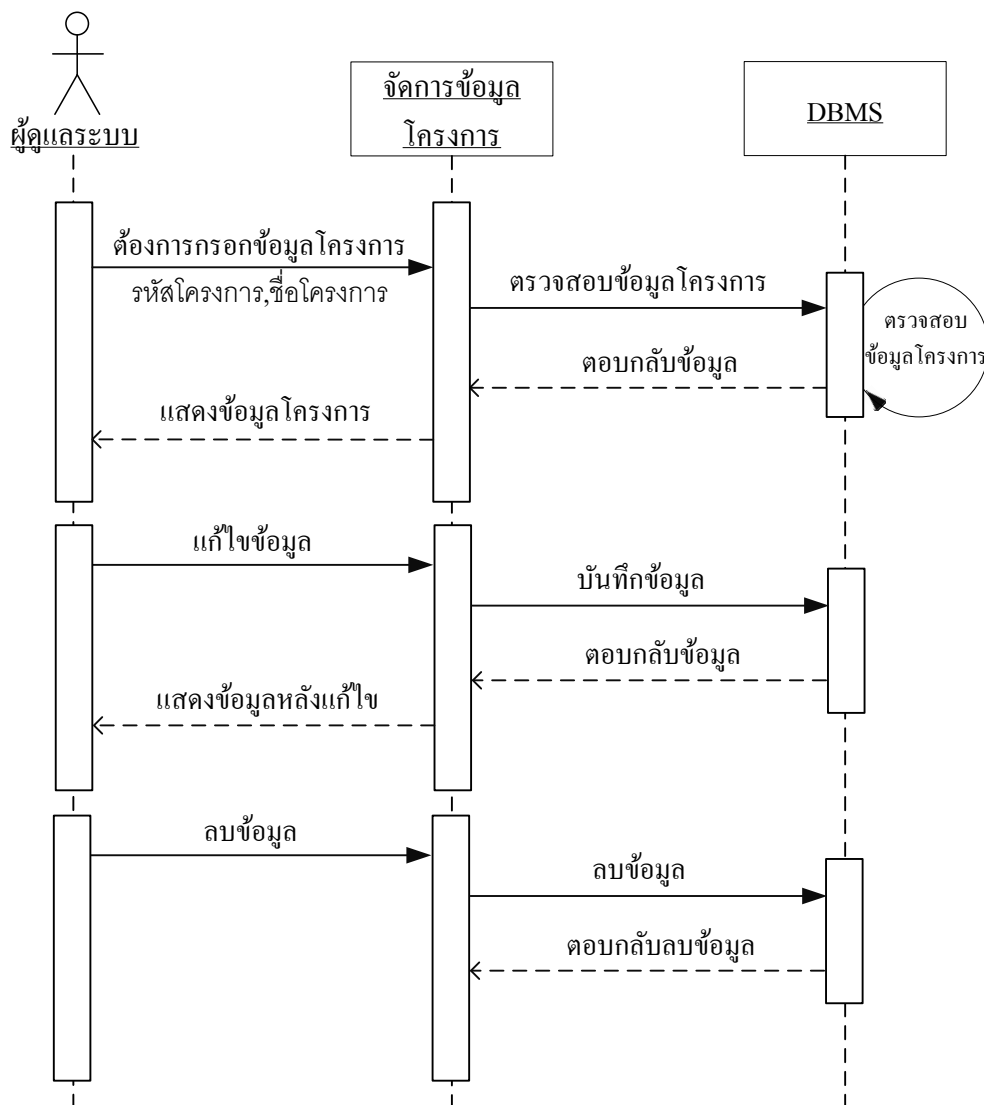 ผู้ดูแลระบบ
จัดการข้อมูล
โครงการ
DBMS
ต้องการกรอกข้อมูลโครงการ
รหัสโครงการ,ชื่อโครงการ
ตรวจสอบข้อมูลโครงการ
ตรวจสอบ
ข้อมูลโครงการ
ตอบกลับข้อมูล
แสดงข้อมูลโครงการ
แก้ไขข้อมูล
บันทึกข้อมูล
ตอบกลับข้อมูล
แสดงข้อมูลหลังแก้ไข
ลบข้อมูล
ลบข้อมูล
ตอบกลับลบข้อมูล